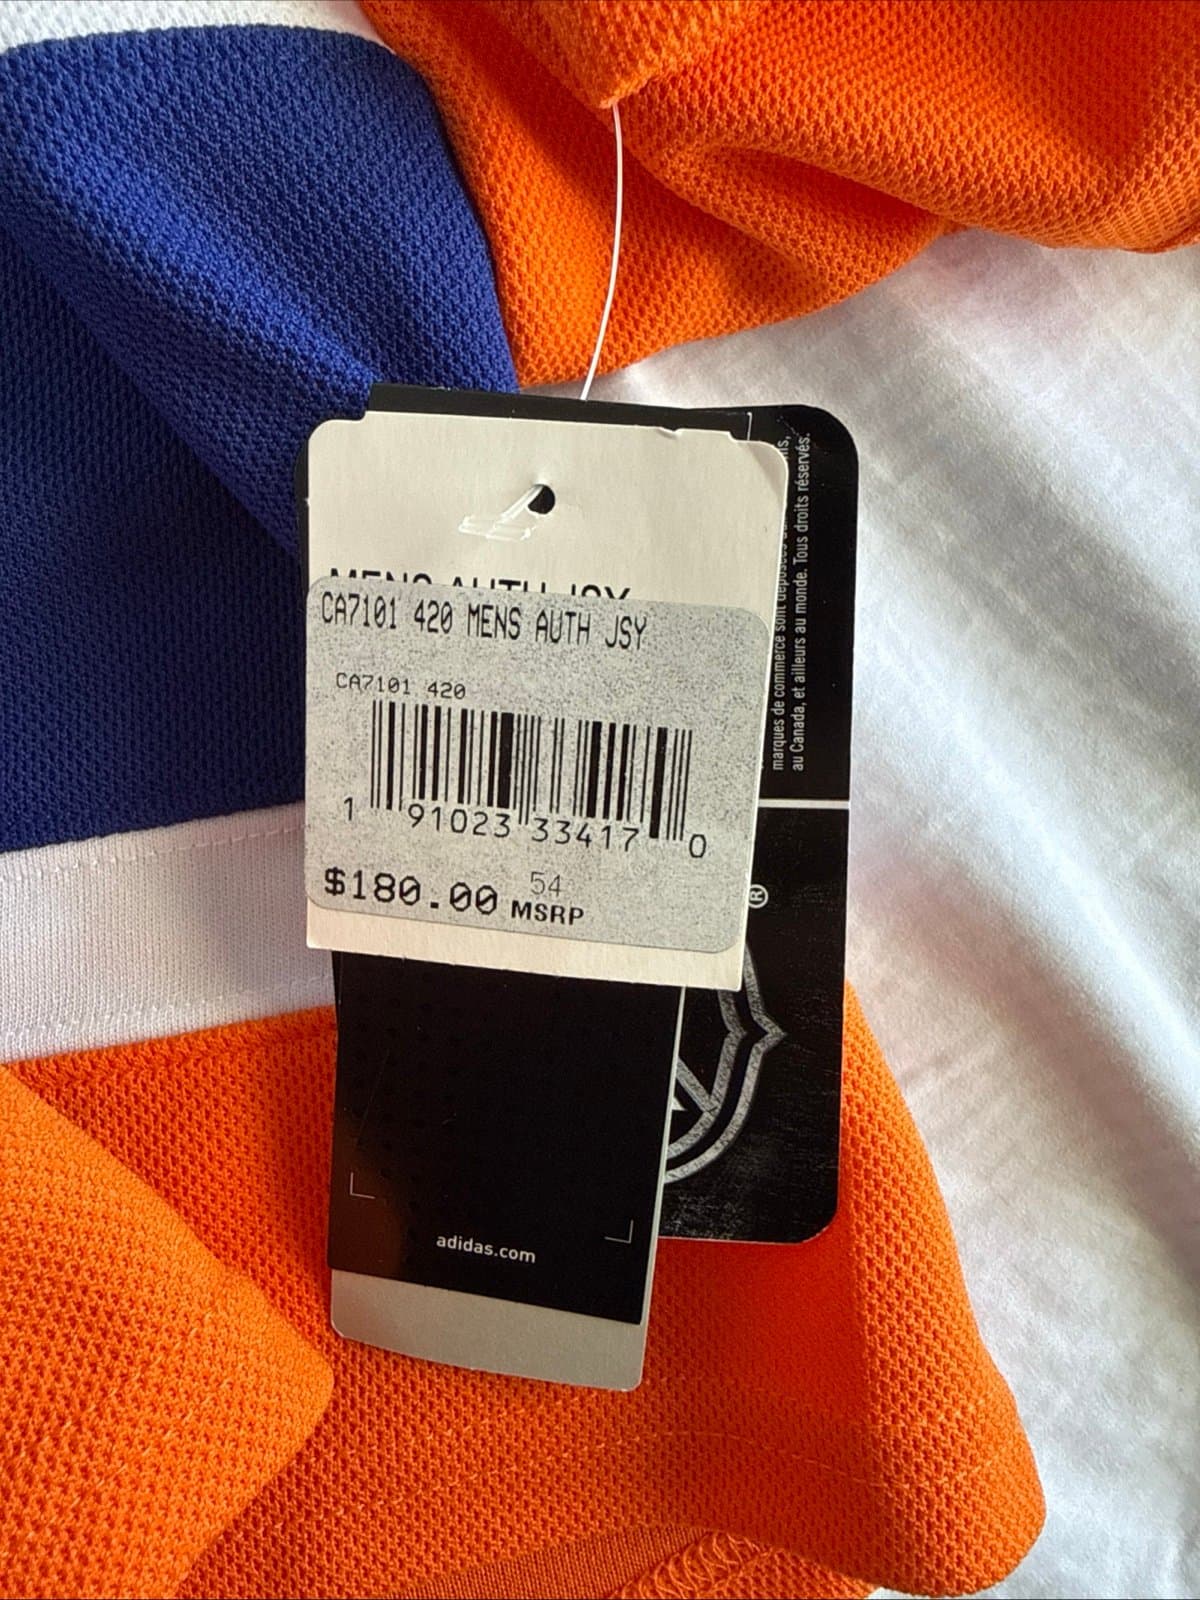 MENS AUTH JSY
CA7101 420 MENS AUTH JSY
CA7101 420
1 91023 33417 0
54
$180.00 MSRP
marques de commerce sont déposées
au Canada, et ailleurs au monde. Tous droits réservés.
®
adidas.com